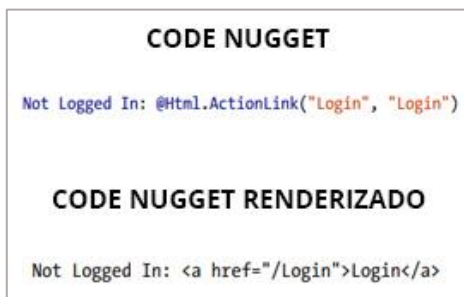 CODE NUGGET
Not Logged In: @Html.ActionLink("Login", "Login")
CODE NUGGET RENDERIZADO
Not Logged In: <a href="/Login">Login</a>